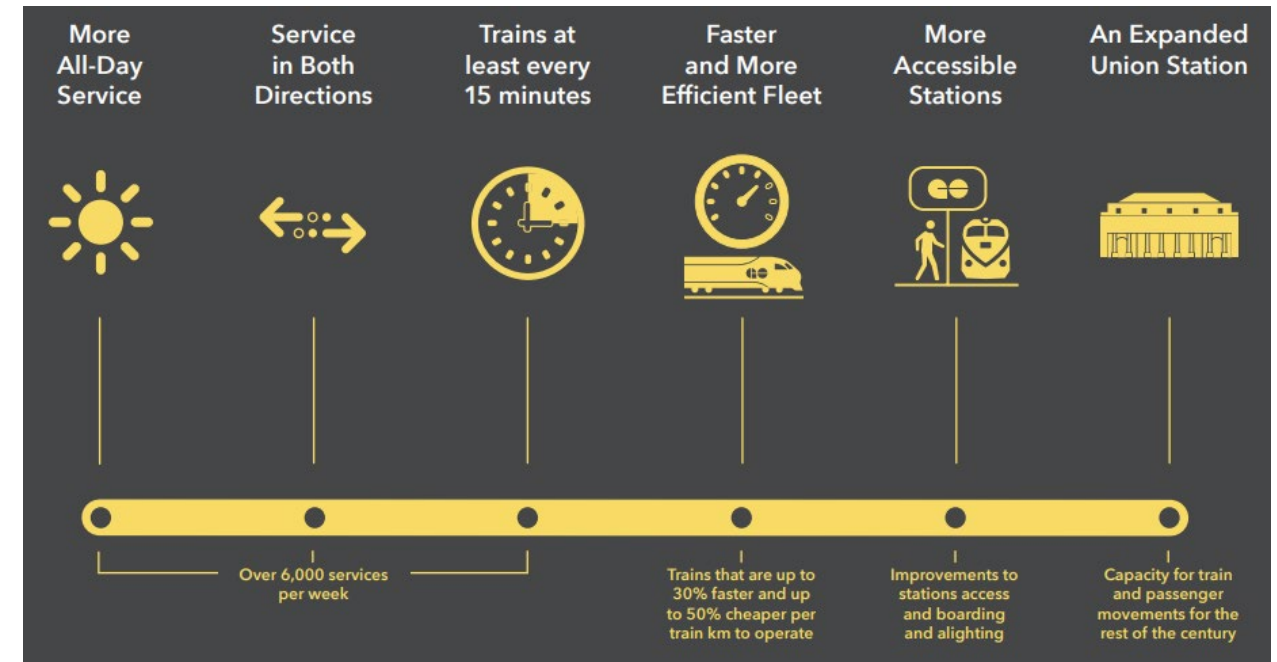 More
All-Day
Service
Service
in Both
Directions
Trains at
least every
15 minutes
Faster
and More
Efficient Fleet
More
Accessible
Stations
An Expanded
Union Station
GO
GO
Over 6,000 services
per week
Trains that are up to
30% faster and up
to 50% cheaper per
train km to operate
Improvements to
stations access
and boarding
and alighting
Capacity for train
and passenger
movements for the
rest of the century